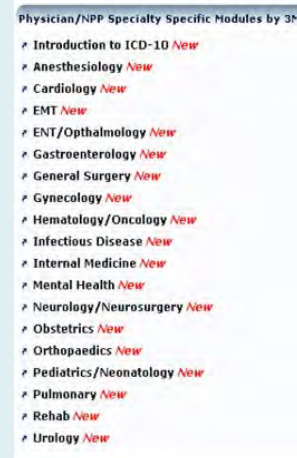 Physician/NPP Specialty Specific Modules by 3M
Introduction to ICD-10 New
Anesthesiology New
Cardiology New
EMT New
ENT/Opthalmology New
Gastroenterology New
General Surgery New
Gynecology New
Hematology/Oncology New
Infectious Disease New
Internal Medicine New
Mental Health New
Neurology/Neurosurgery New
Obstetrics New
Orthopaedics New
Pediatrics/Neonatology New
Pulmonary New
Rehab New
Urology New